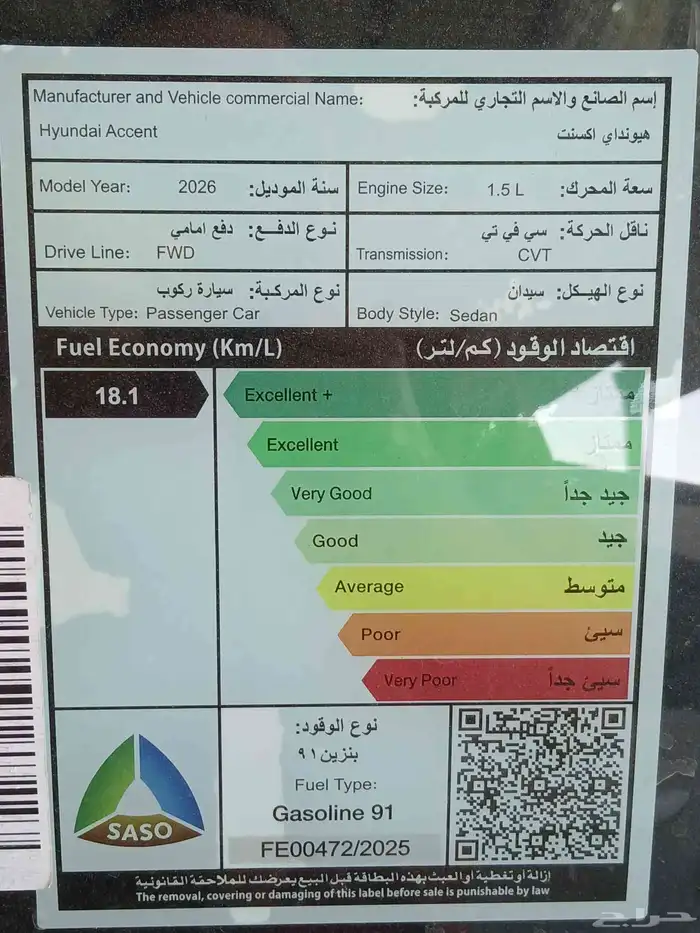 Manufacturer and Vehicle commercial Name: إسم الصانع والاسم التجاري للمركبة:
Hyundai Accent هيونداي اكسنت
Model Year: 2026 سنة الموديل:
Engine Size: 1.5 L سعة المحرك:
نـوع الدفـــع: دفع امامي
Drive Line: FWD
ناقل الحركة: سي في تي
Transmission: CVT
نوع المركـبة: سيارة ركوب
Vehicle Type: Passenger Car
نوع الهيـكل: سيدان
Body Style: Sedan
Fuel Economy (Km/L) اقتصاد الوقود (كم/لتر)
18.1
Excellent + ممتاز
Excellent ممتاز
Very Good جيد جداً
Good جيد
Average متوسط
Poor سيئ
Very Poor سيئ جداً
SASO
نوع الوقود:
بنزين ٩١
Fuel Type:
Gasoline 91
FE00472/2025
إزالة أو تغطية أو العبث بهذه البطاقة قبل البيع يعرضك للملاحقة القانونية
The removal, covering or damaging of this label before sale is punishable by law
حراج